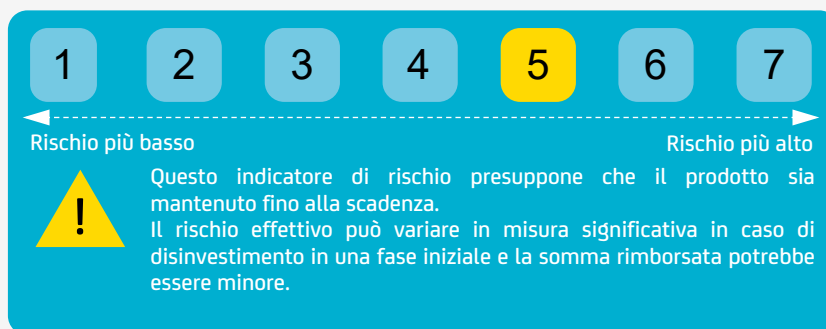 1 2 3 4 5 6 7
Rischio più basso Rischio più alto
!
Questo indicatore di rischio presuppone che il prodotto sia
mantenuto fino alla scadenza.
Il rischio effettivo può variare in misura significativa in caso di
disinvestimento in una fase iniziale e la somma rimborsata potrebbe
essere minore.